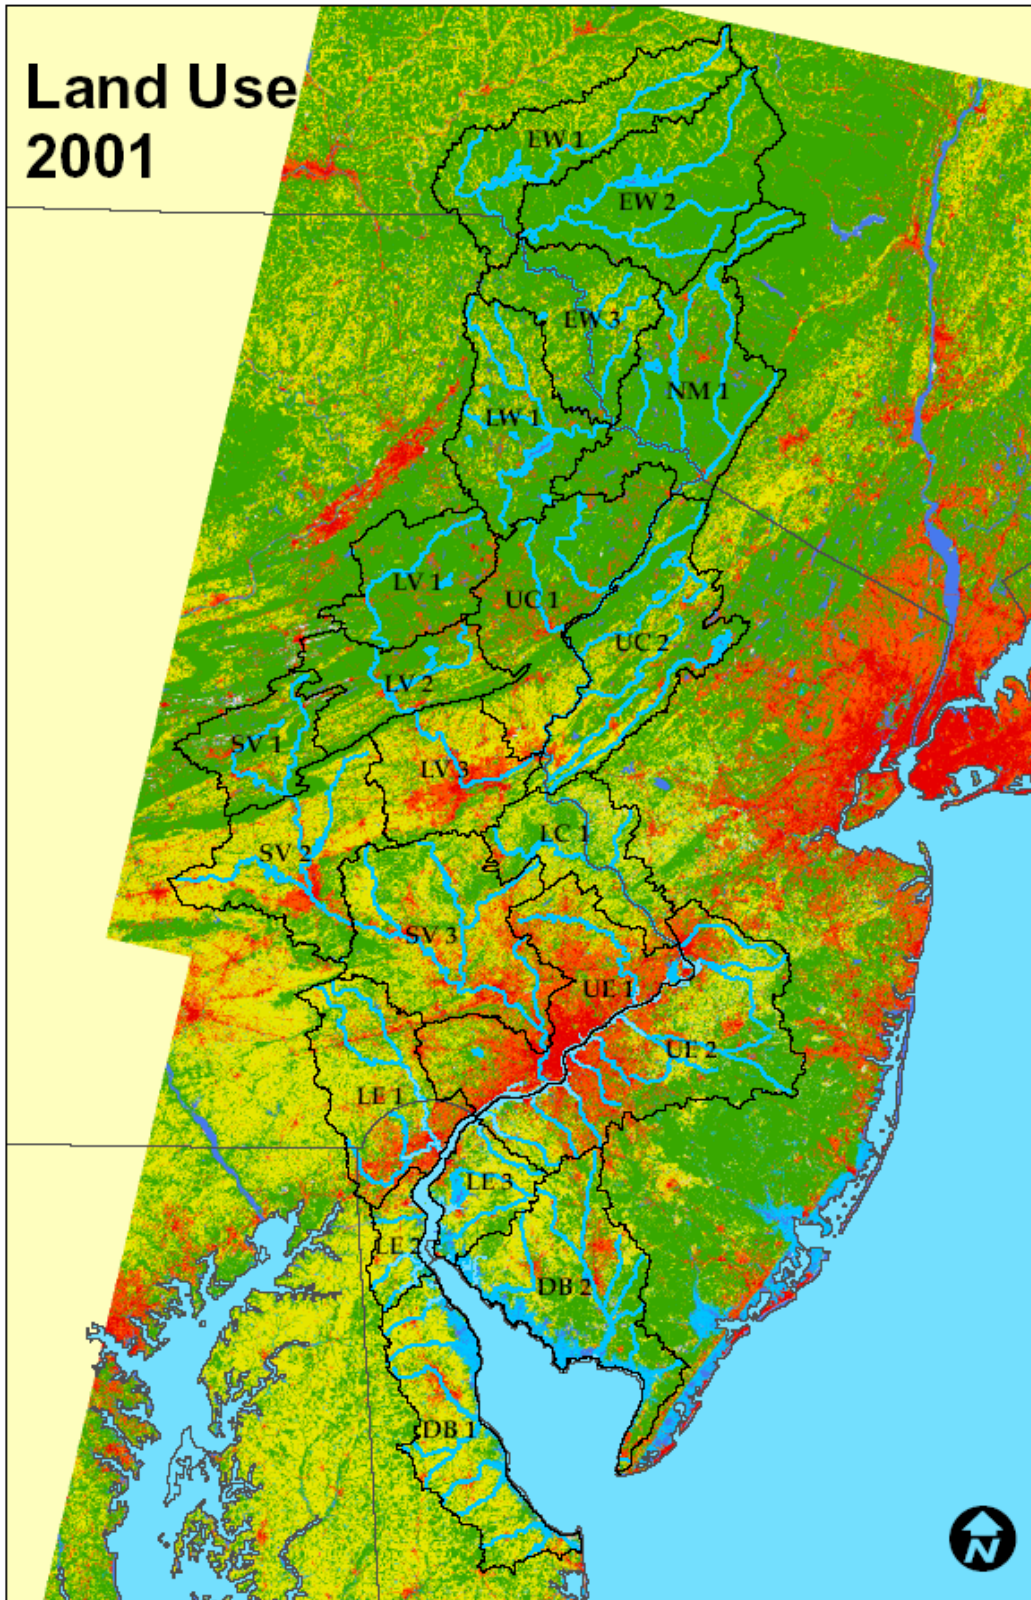 Land Use
2001
EW 1
EW 2
EW 3
NM 1
LW 1
LV 1
UC 1
UC 2
LV 2
SV 1
LV 3
LC 1
SV 2
SV 3
UE 1
UE 2
LE 1
LE 3
LE 2
DB 2
DB 1
N